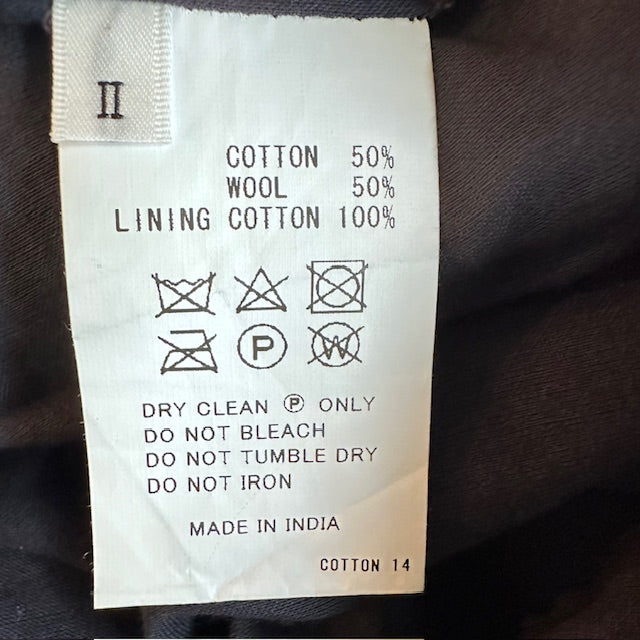 II
COTTON 50%
WOOL 50%
LINING COTTON 100%
P W
DRY CLEAN Ⓟ ONLY
DO NOT BLEACH
DO NOT TUMBLE DRY
DO NOT IRON
MADE IN INDIA
COTTON 14